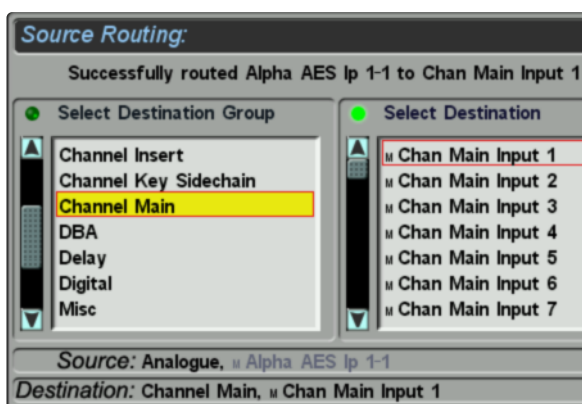 Source Routing:
Successfully routed Alpha AES Ip 1-1 to Chan Main Input 1
Select Destination Group
Select Destination
Channel Insert
Channel Key Sidechain
Channel Main
DBA
Delay
Digital
Misc
M Chan Main Input 1
M Chan Main Input 2
M Chan Main Input 3
M Chan Main Input 4
M Chan Main Input 5
M Chan Main Input 6
M Chan Main Input 7
Source: Analogue, M Alpha AES Ip 1-1
Destination: Channel Main, M Chan Main Input 1